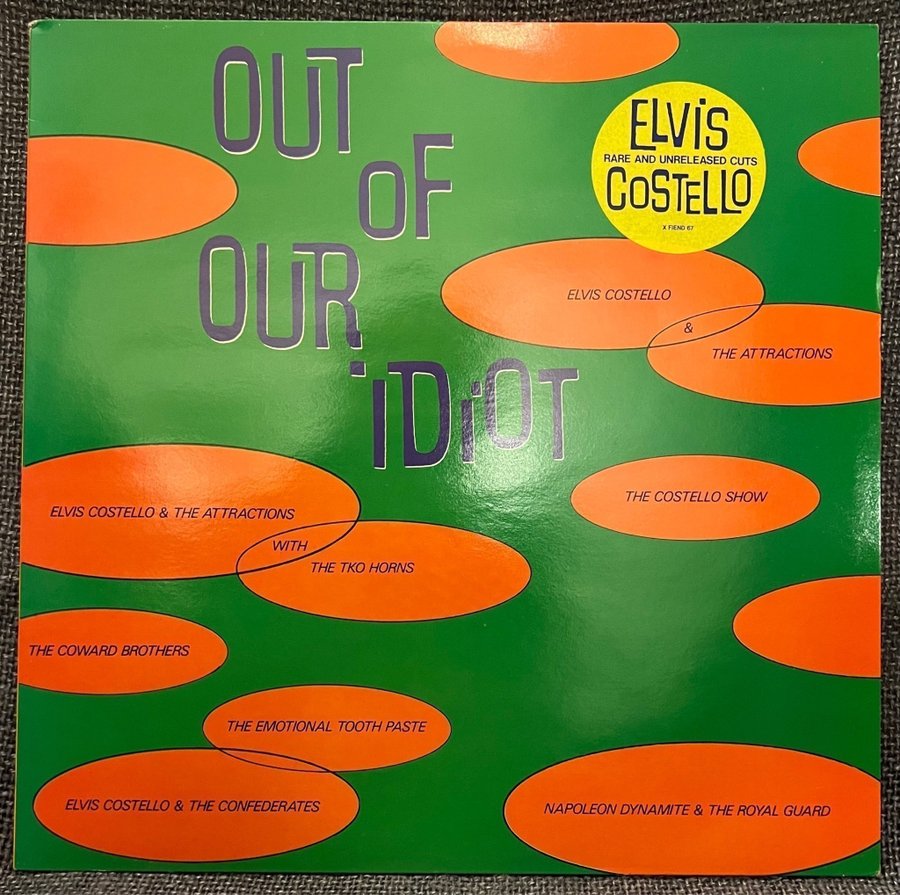 OUT
OF
OUR
iDiOT
ELViS
RARE AND UNRELEASED CUTS
COSTELLO
X FIEND 67
ELVIS COSTELLO
&
THE ATTRACTIONS
THE COSTELLO SHOW
ELVIS COSTELLO & THE ATTRACTIONS
WITH
THE TKO HORNS
THE COWARD BROTHERS
THE EMOTIONAL TOOTH PASTE
ELVIS COSTELLO & THE CONFEDERATES
NAPOLEON DYNAMITE & THE ROYAL GUARD